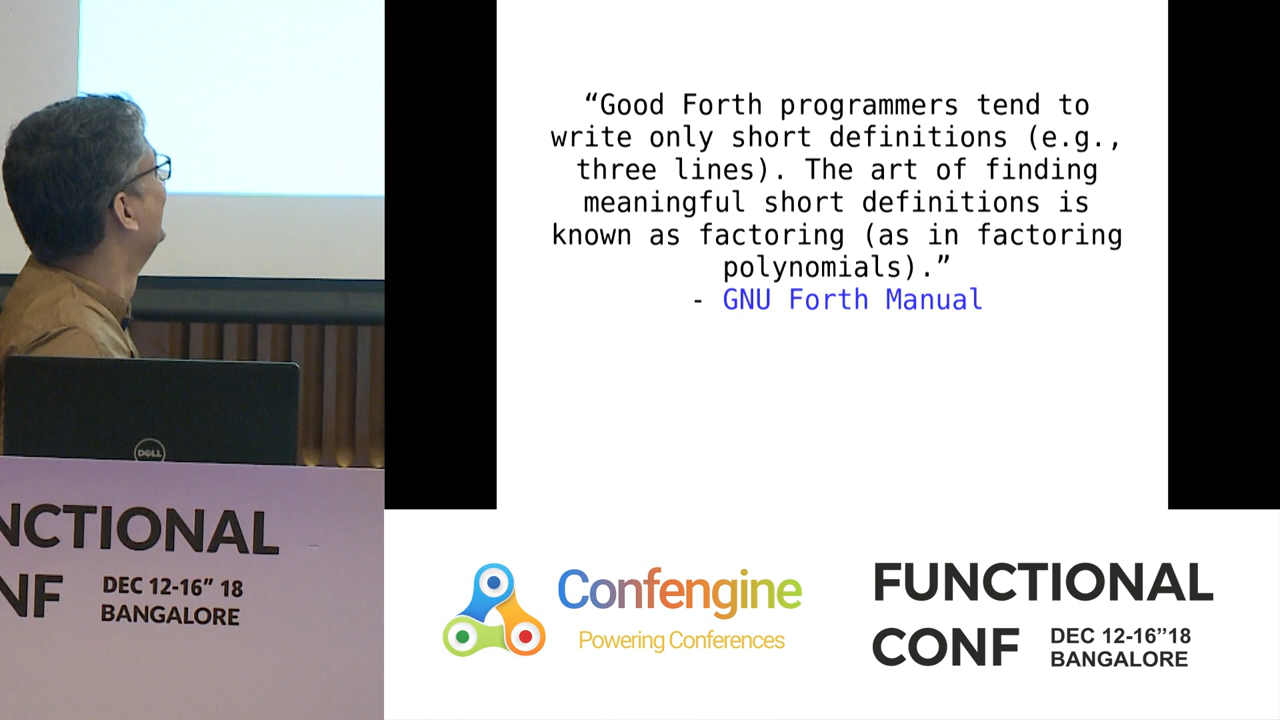 “Good Forth programmers tend to
write only short definitions (e.g.,
three lines). The art of finding
meaningful short definitions is
known as factoring (as in factoring
polynomials).”
- GNU Forth Manual
DELL
NCTIONAL
NF
DEC 12-16” 18
BANGALORE
Confengine
Powering Conferences
FUNCTIONAL
CONF
DEC 12-16”18
BANGALORE